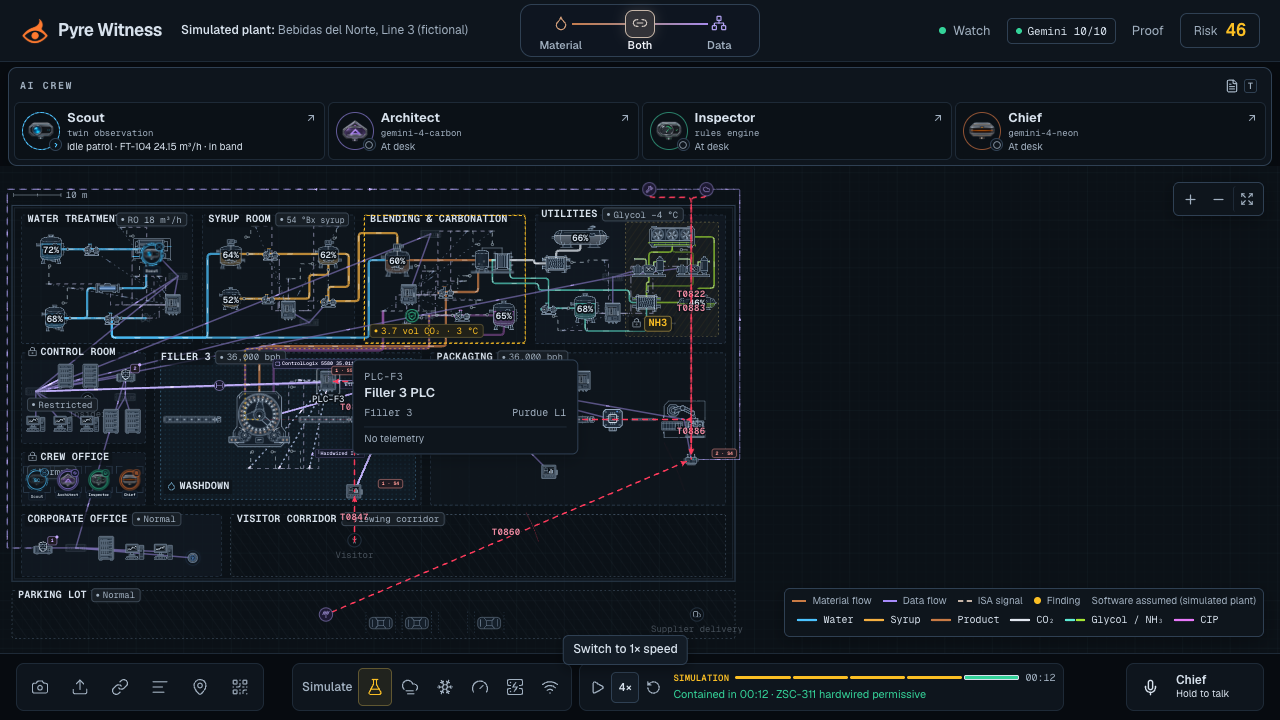 Pyre Witness
Simulated plant: Bebidas del Norte, Line 3 (fictional)
Material
Both
Data
Watch
Gemini 10/10
Proof
Risk 46
AI CREW
T
Scout
twin observation
idle patrol · FT-104 24.15 m³/h · in band
Architect
gemini-4-carbon
At desk
Inspector
rules engine
At desk
Chief
gemini-4-neon
At desk
10 m
WATER TREATMENT
RO 18 m³/h
SYRUP ROOM
54 °Bx syrup
BLENDING & CARBONATION
UTILITIES
Glycol -4 °C
72%
68%
64%
62%
52%
60%
65%
3.7 vol CO₂ · 3 °C
66%
68%
T0822
T0883
NH3
CONTROL ROOM
Restricted
FILLER 3
36,000 bph
PACKAGING
36,000 bph
PLC-F3
PLC-F3
Filler 3 PLC
Filler 3
Purdue L1
No telemetry
T0886
CREW OFFICE
Scout
Architect
Inspector
Chief
WASHDOWN
1 · S4
2 · S4
CORPORATE OFFICE
Normal
VISITOR CORRIDOR
Viewing corridor
T0847
T0860
Visitor
PARKING LOT
Normal
Supplier delivery
Material flow
Data flow
ISA signal
Finding
Software assumed (simulated plant)
Water
Syrup
Product
CO₂
Glycol / NH₃
CIP
Switch to 1× speed
Simulate
4×
SIMULATION
00:12
Contained in 00:12 · ZSC-311 hardwired permissive
Chief
Hold to talk